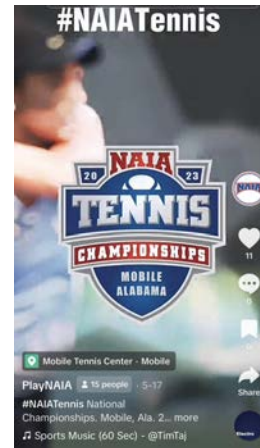 #NAIATennis
NAIA
20 23
TENNIS
CHAMPIONSHIPS
MOBILE
ALABAMA
NAIA
11
Mobile Tennis Center · Mobile
Share
PlayNAIA 15 people · 5-17
#NAIATennis National
Championships. Mobile, Ala. 2... more
Sports Music (60 Sec) - @TimTaj